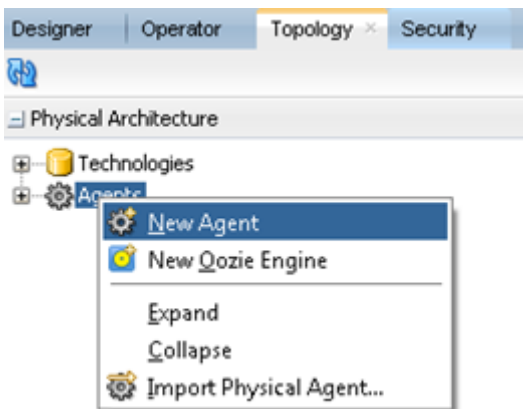 Designer Operator Topology Security
Physical Architecture
Technologies
Agents
New Agent
New Oozie Engine
Expand
Collapse
Import Physical Agent...